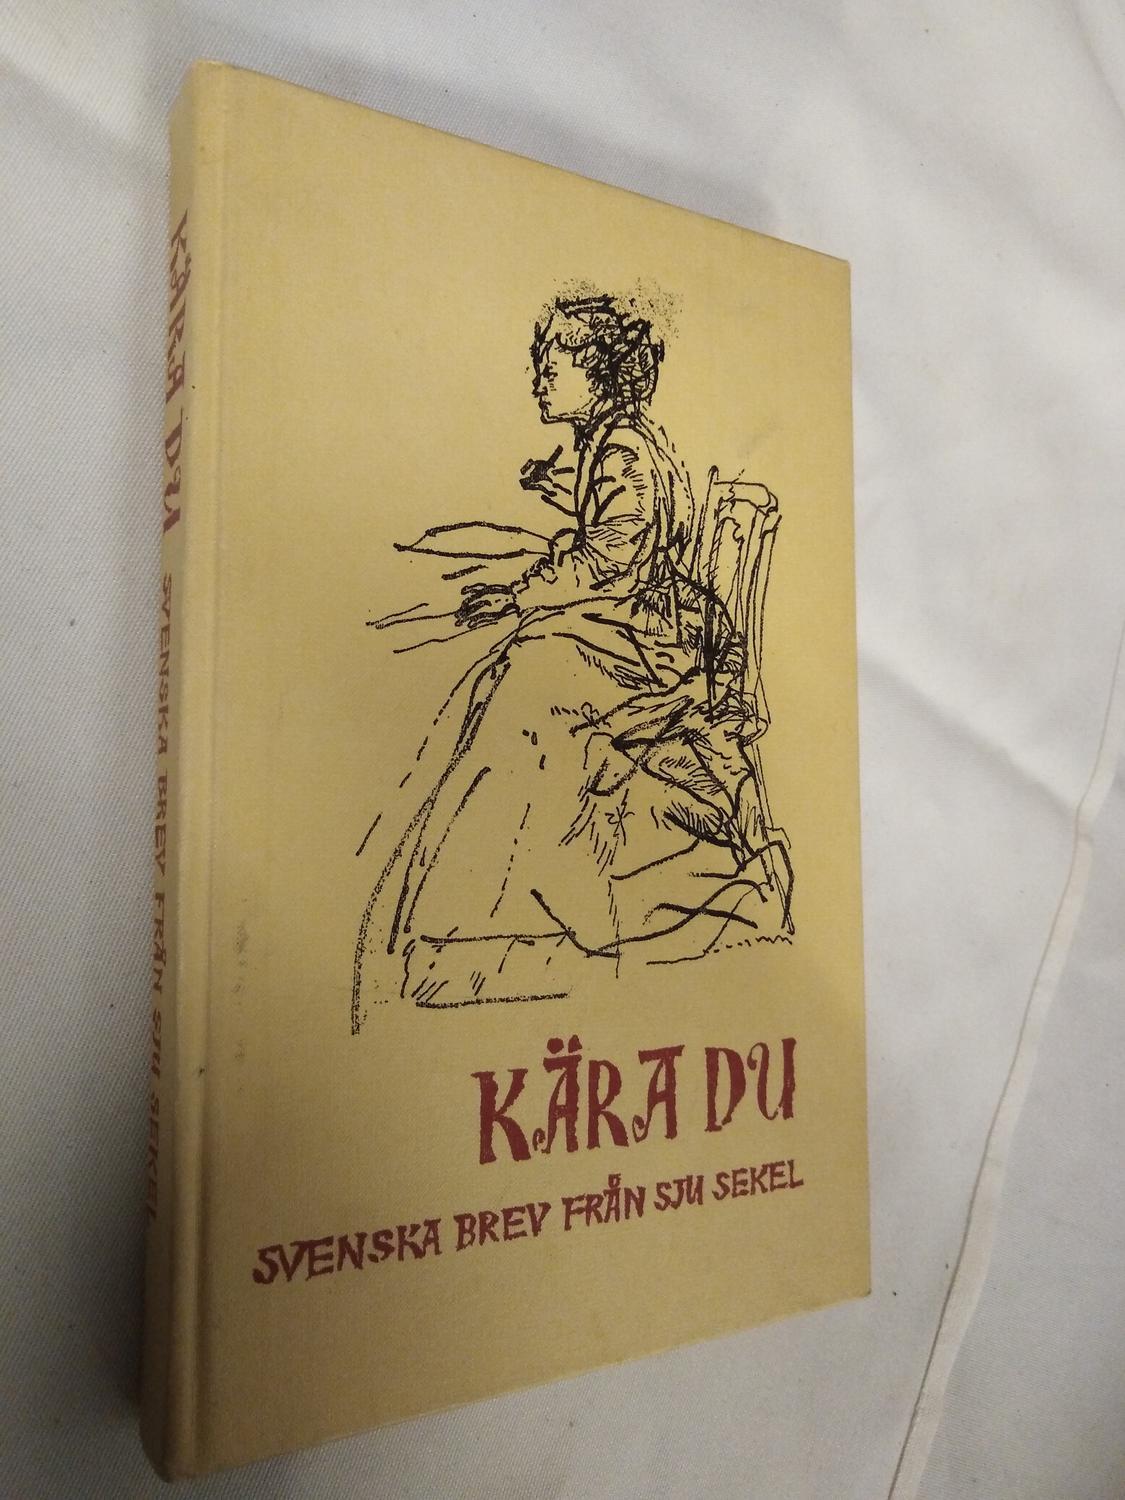 KÄRA DU
SVENSKA BREV FRÅN SJU SEKEL
KÄRA DU SVENSKA BREV FRÅN SJU SEKEL